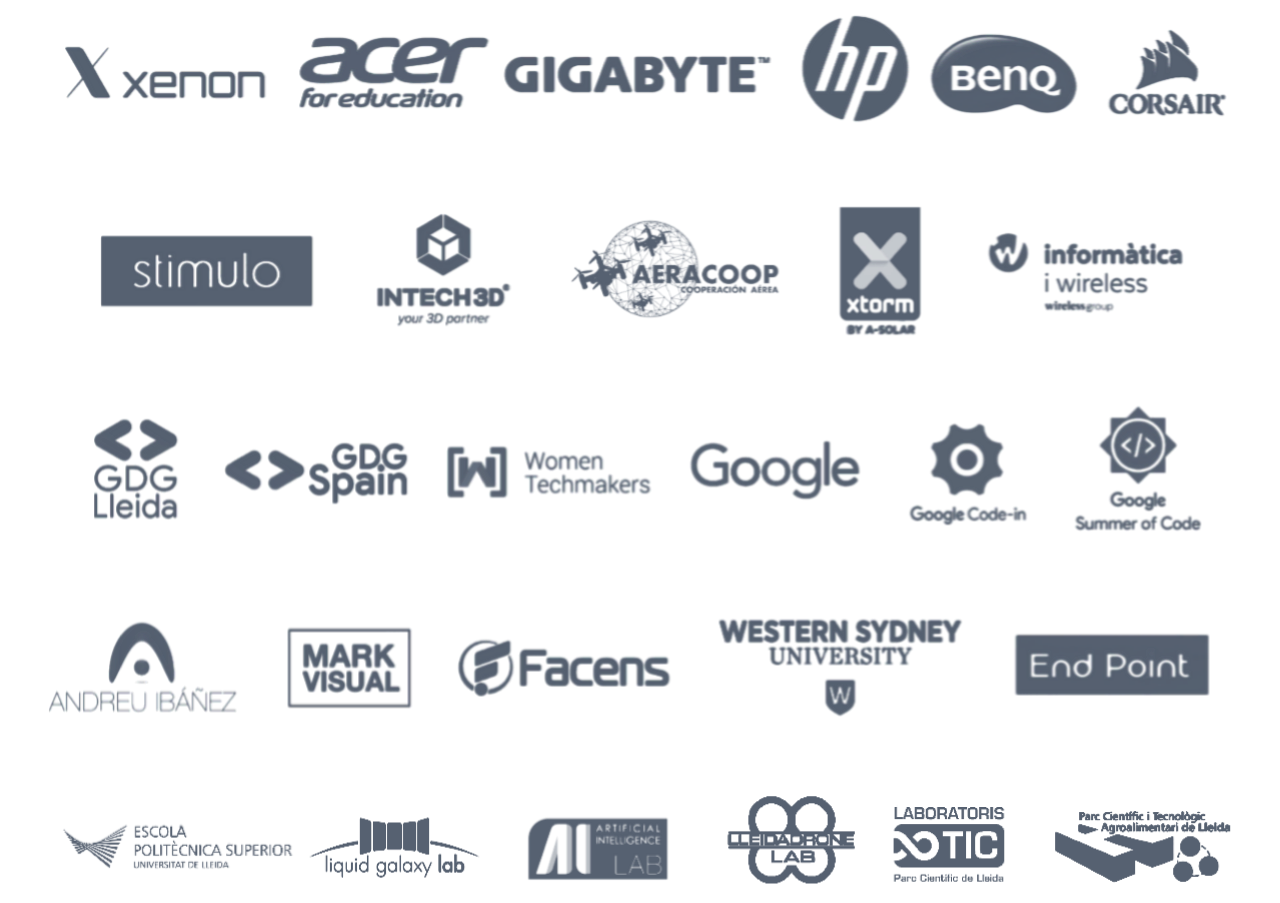 X xenon
acer
for education
GIGABYTE™
hp
BenQ
CORSAIR
stimulo
INTECH3D®
your 3D partner
AERACOOP
COOPERACIÓN AÉREA
X
xtorm
BY A-SOLAR
w
informàtica
i wireless
wirelessgroup
GDG
Lleida
GDG
Spain
[W]
Women
Techmakers
Google
Google Code-in
</>
Google
Summer of Code
ANDREU IBÁÑEZ
MARK
VISUAL
Facens
WESTERN SYDNEY
UNIVERSITY
W
End Point
ESCOLA
POLITÈCNICA SUPERIOR
UNIVERSITAT DE LLEIDA
liquid galaxy lab
AI
ARTIFICIAL
INTELLIGENCE
LAB
LLEIDADRONE
LAB
LABORATORIS
TIC
Parc Científic de Lleida
Parc Científic i Tecnològic
Agroalimentari de Lleida